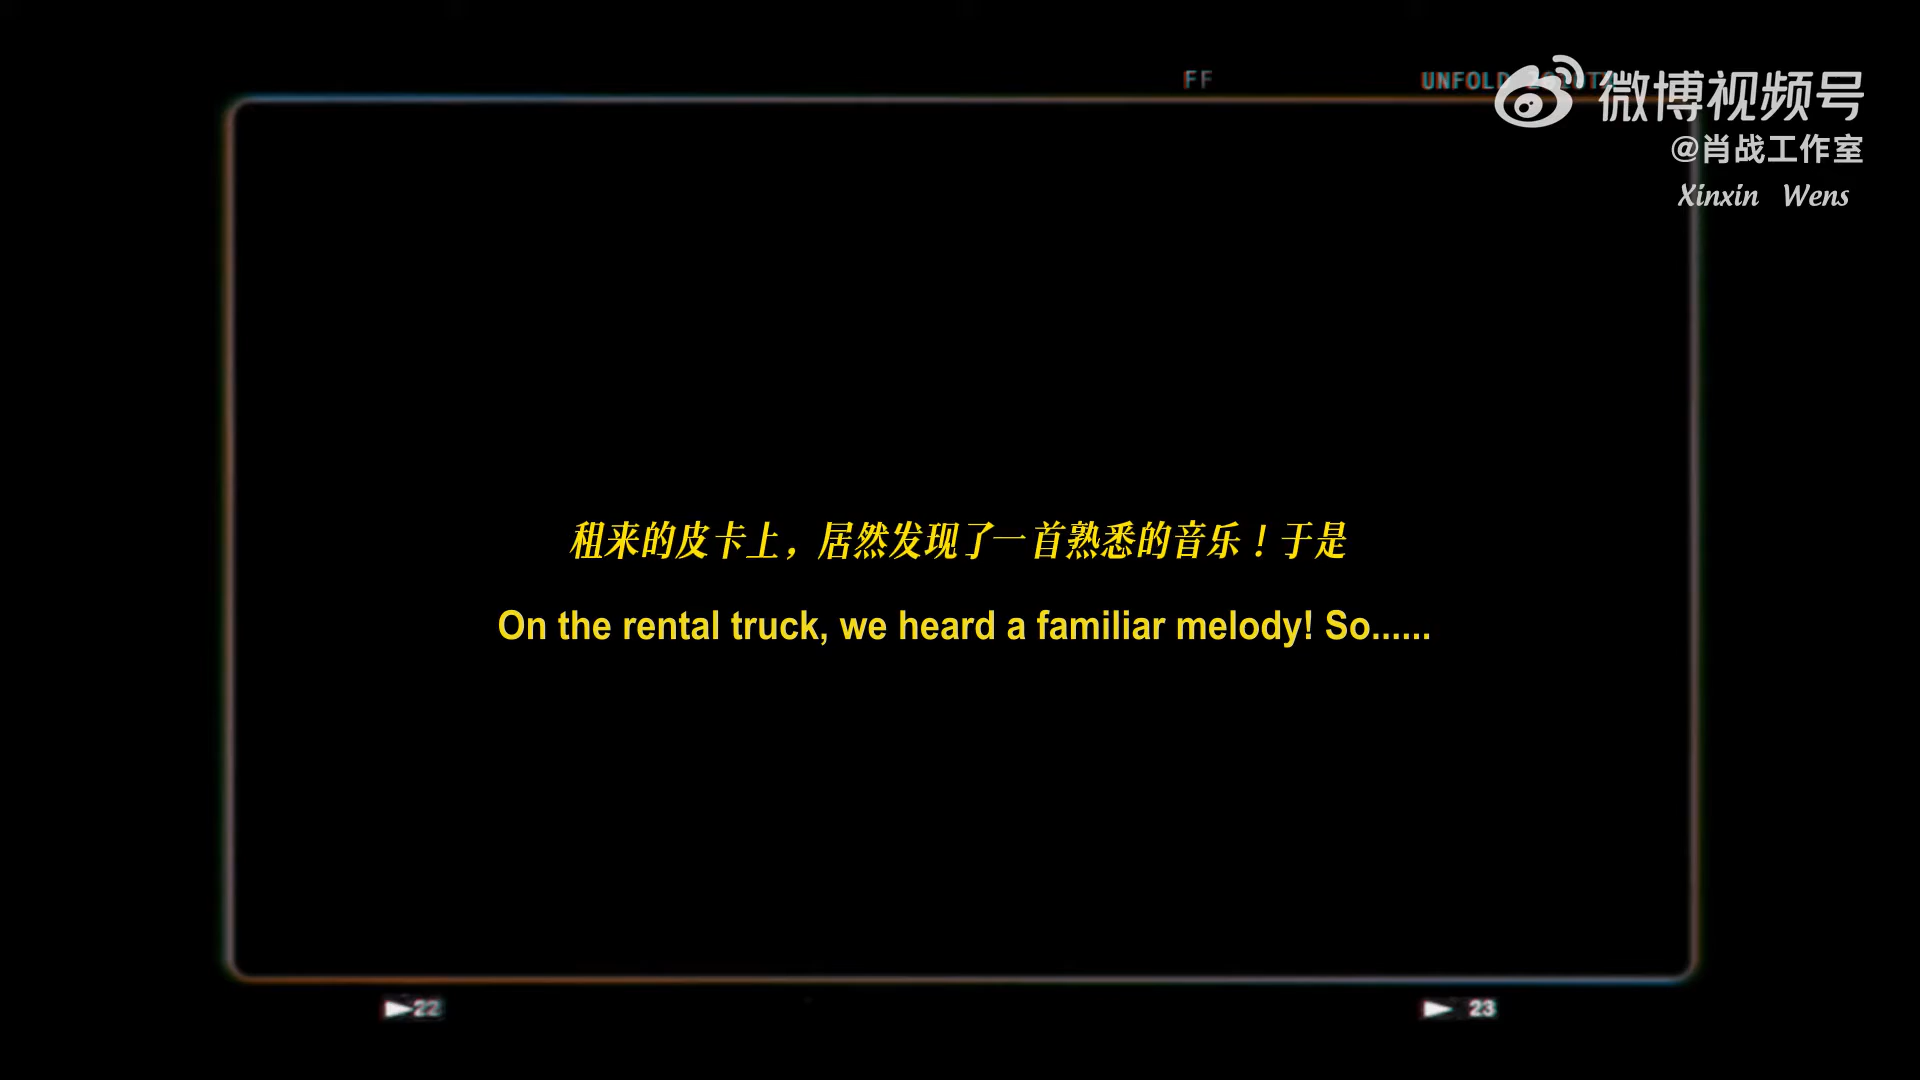 FF
UNFOLD
微博视频号
@肖战工作室
Xinxin Wens
租来的皮卡上，居然发现了一首熟悉的音乐！于是
On the rental truck, we heard a familiar melody! So......
22
23